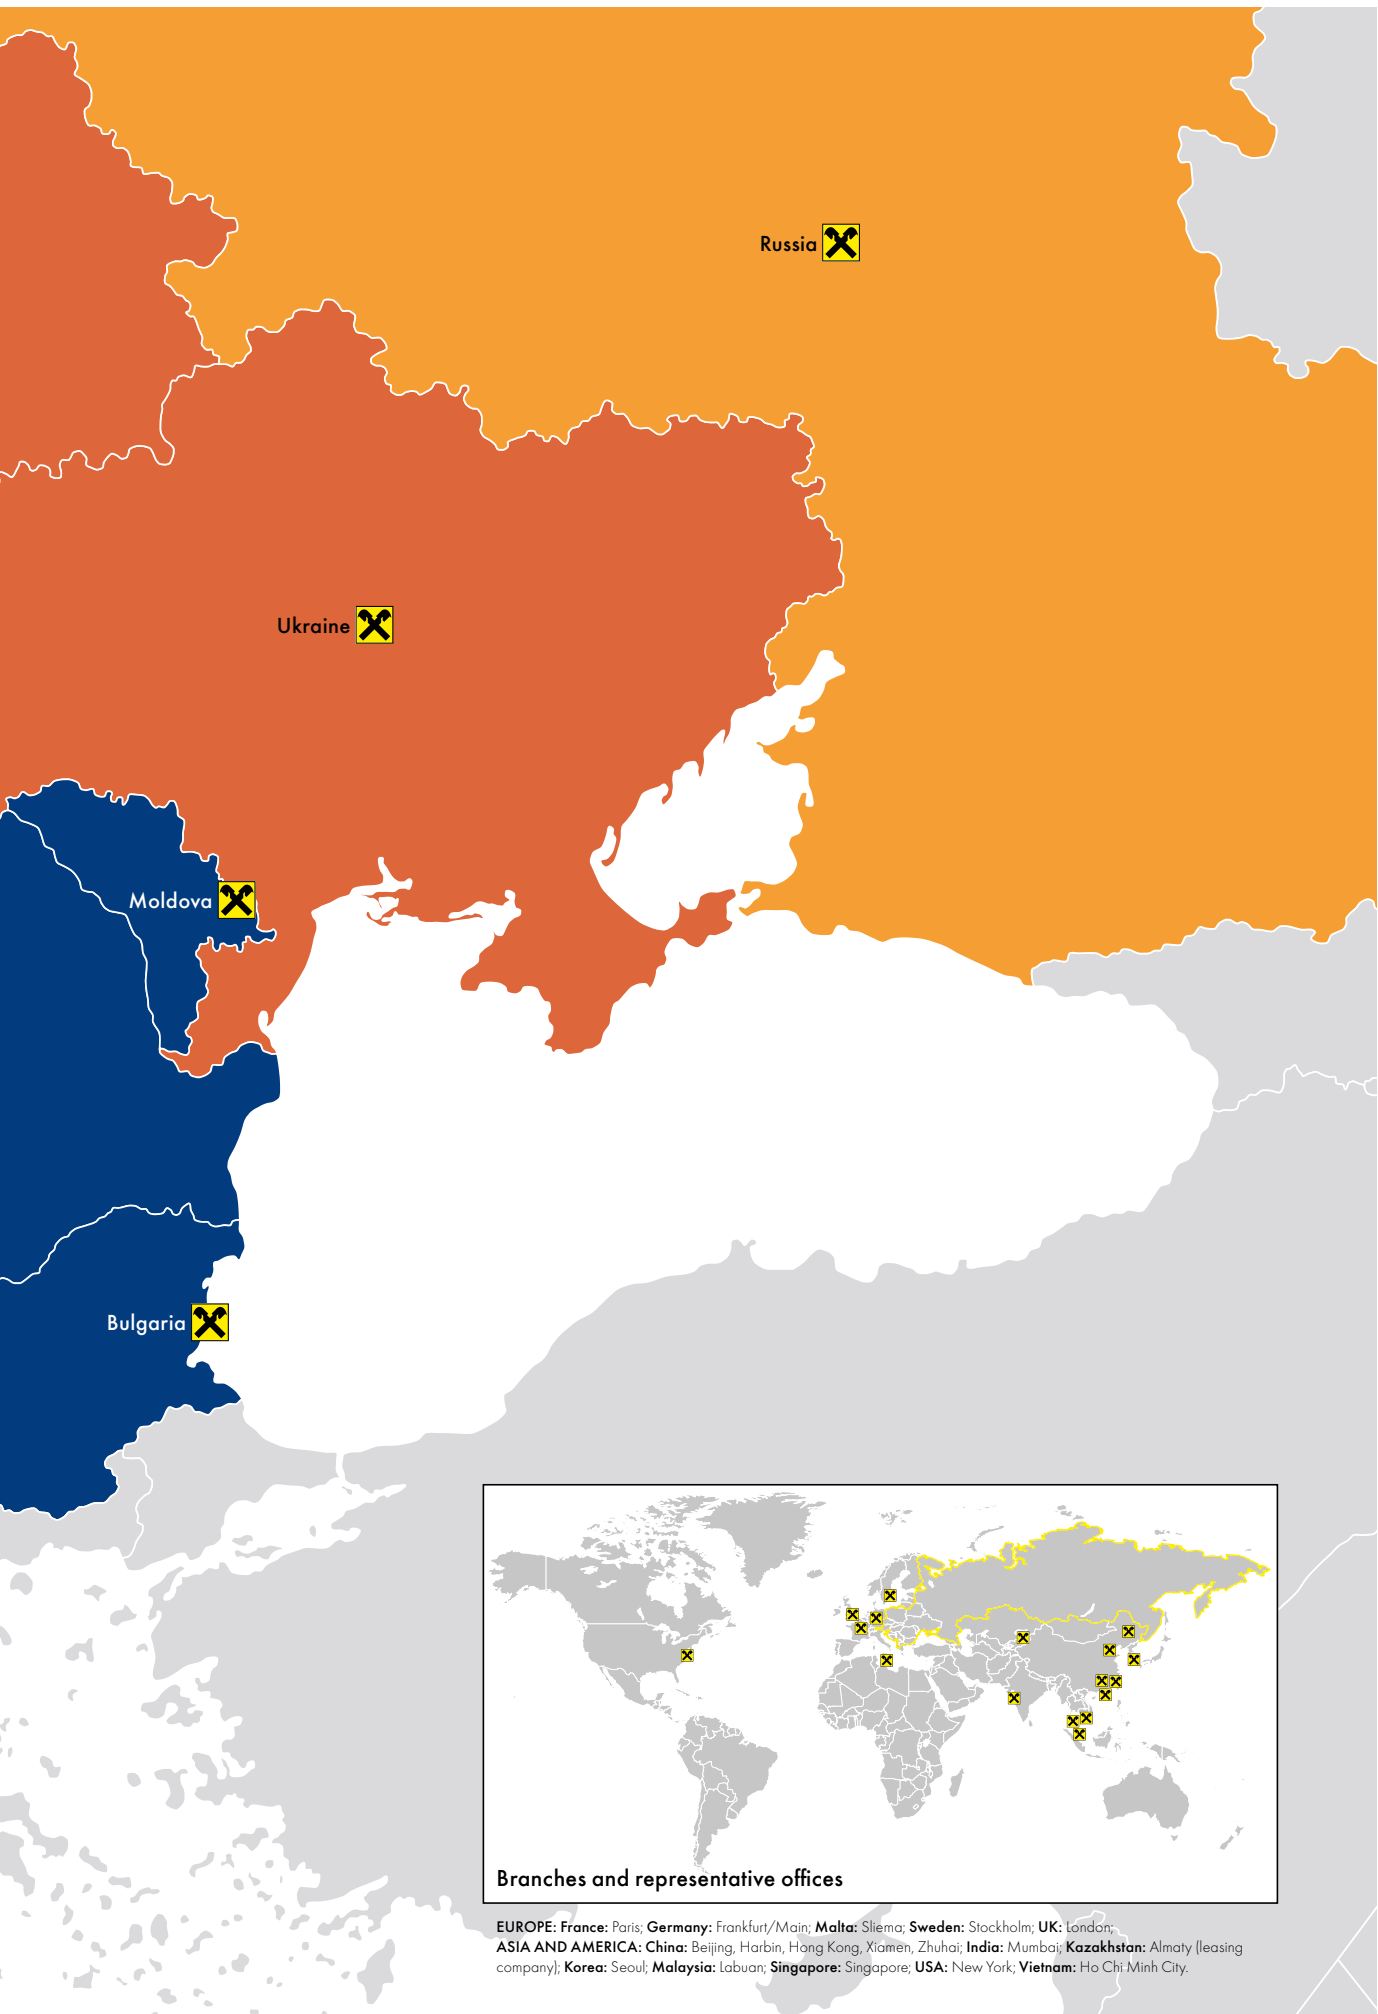 Russia
Ukraine
Moldova
Bulgaria
Branches and representative offices
EUROPE: France: Paris; Germany: Frankfurt/Main; Malta: Sliema; Sweden: Stockholm; UK: London;
ASIA AND AMERICA: China: Beijing, Harbin, Hong Kong, Xiamen, Zhuhai; India: Mumbai; Kazakhstan: Almaty (leasing
company); Korea: Seoul; Malaysia: Labuan; Singapore: Singapore; USA: New York; Vietnam: Ho Chi Minh City.